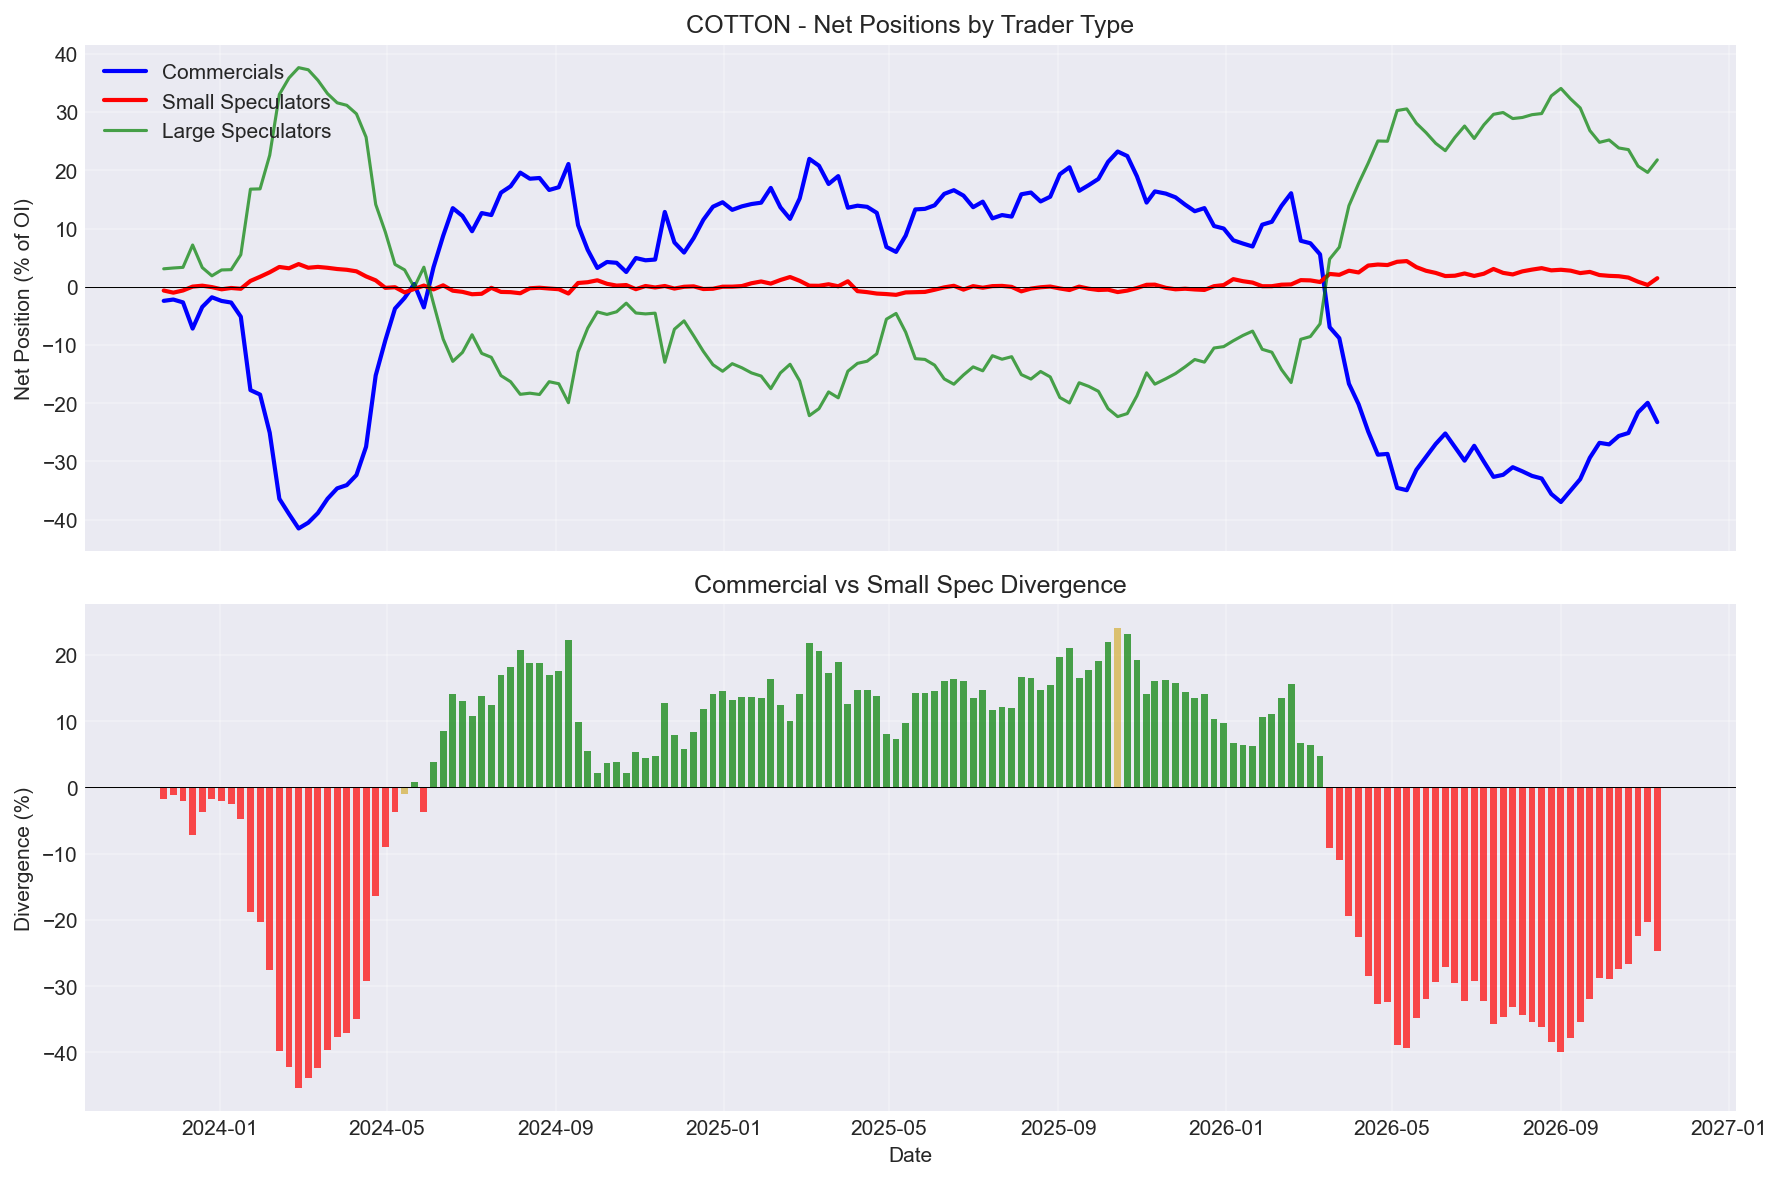 COTTON - Net Positions by Trader Type
Net Position (% of OI)
40
30
20
10
0
−10
−20
−30
−40
Commercials
Small Speculators
Large Speculators
Commercial vs Small Spec Divergence
Divergence (%)
20
10
0
−10
−20
−30
−40
2024-01 2024-05 2024-09 2025-01 2025-05 2025-09 2026-01 2026-05 2026-09 2027-01
Date